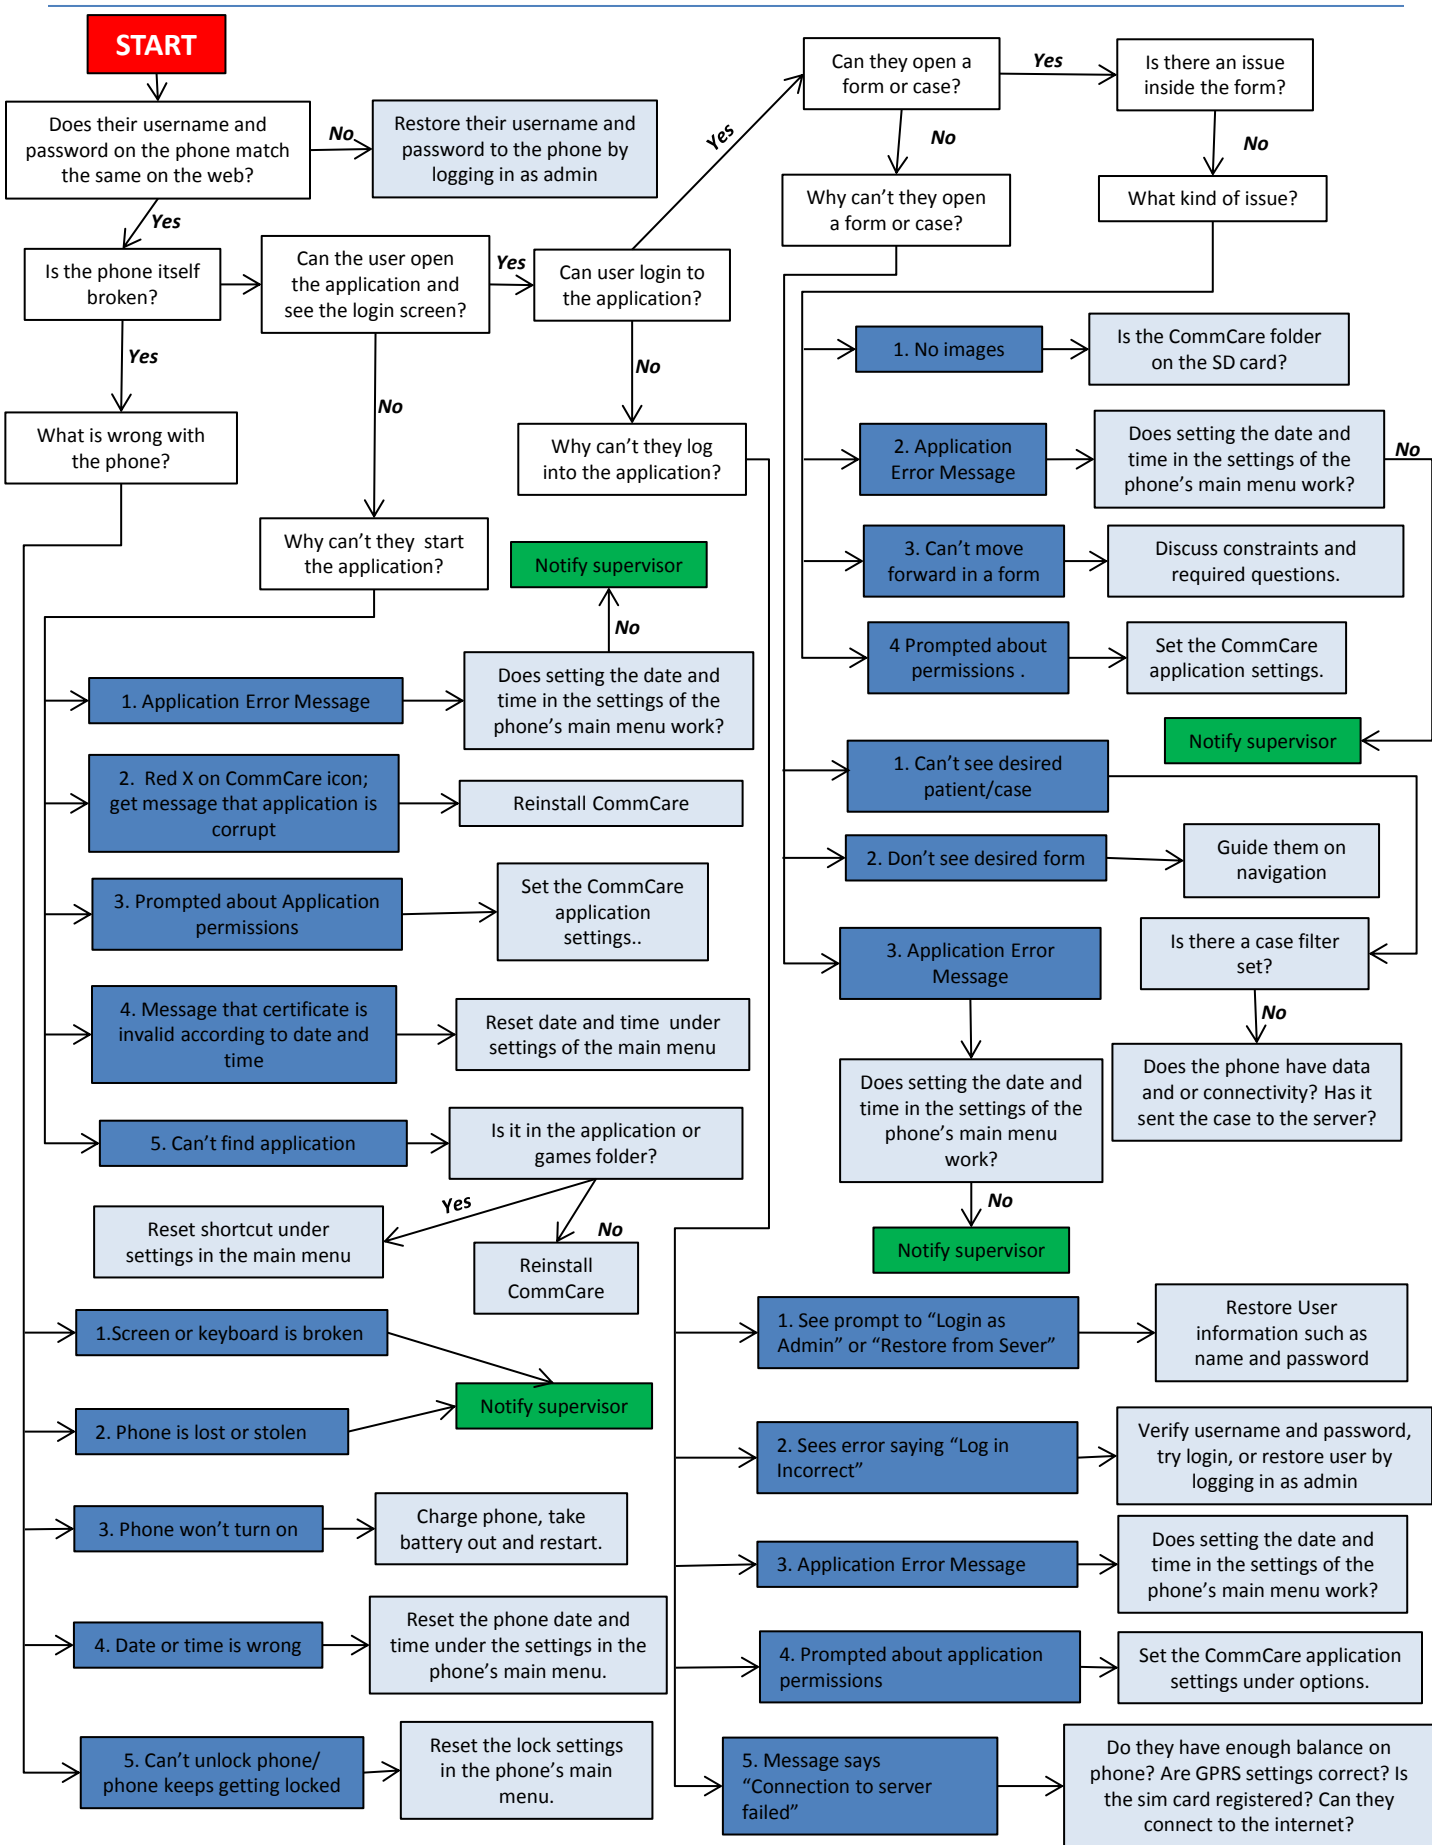 START
Does their username and
password on the phone match
the same on the web?
No
Restore their username and
password to the phone by
logging in as admin
Yes
Is the phone itself
broken?
Can the user open
the application and
see the login screen?
Yes
Can user login to
the application?
Yes
Can they open a
form or case?
Yes
Is there an issue
inside the form?
No
Why can't they open
a form or case?
No
What kind of issue?
Yes
What is wrong with
the phone?
No
Why can't they start
the application?
No
Why can't they log
into the application?
1. No images
Is the CommCare folder
on the SD card?
2. Application
Error Message
Does setting the date and
time in the settings of the
phone's main menu work?
No
3. Can't move
forward in a form
Discuss constraints and
required questions.
4 Prompted about
permissions .
Set the CommCare
application settings.
Notify supervisor
Notify supervisor
No
1. Application Error Message
Does setting the date and
time in the settings of the
phone's main menu work?
2. Red X on CommCare icon;
get message that application is
corrupt
Reinstall CommCare
3. Prompted about Application
permissions
Set the CommCare
application
settings..
4. Message that certificate is
invalid according to date and
time
Reset date and time under
settings of the main menu
5. Can't find application
Is it in the application or
games folder?
Yes
Reset shortcut under
settings in the main menu
No
Reinstall
CommCare
1. Can't see desired
patient/case
2. Don't see desired form
Guide them on
navigation
3. Application Error
Message
Is there a case filter
set?
No
Does the phone have data
and or connectivity? Has it
sent the case to the server?
Does setting the date and
time in the settings of the
phone's main menu
work?
No
Notify supervisor
1.Screen or keyboard is broken
Notify supervisor
2. Phone is lost or stolen
3. Phone won't turn on
Charge phone, take
battery out and restart.
4. Date or time is wrong
Reset the phone date and
time under the settings in the
phone's main menu.
5. Can't unlock phone/
phone keeps getting locked
Reset the lock settings
in the phone's main
menu.
1. See prompt to "Login as
Admin" or "Restore from Sever"
Restore User
information such as
name and password
2. Sees error saying "Log in
Incorrect"
Verify username and password,
try login, or restore user by
logging in as admin
3. Application Error Message
Does setting the date and
time in the settings of the
phone's main menu work?
4. Prompted about application
permissions
Set the CommCare application
settings under options.
5. Message says
"Connection to server
failed"
Do they have enough balance on
phone? Are GPRS settings correct? Is
the sim card registered? Can they
connect to the internet?